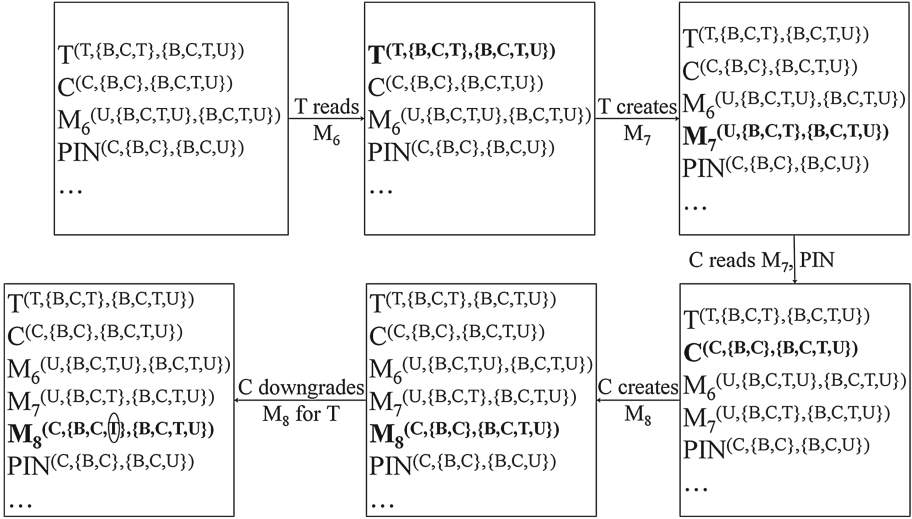 T(T,{B,C,T},{B,C,T,U})
C(C,{B,C},{B,C,T,U})
M6(U,{B,C,T,U},{B,C,T,U})
PIN(C,{B,C},{B,C,U})
...
T reads
M6
T(T,{B,C,T},{B,C,T,U})
C(C,{B,C},{B,C,T,U})
M6(U,{B,C,T,U},{B,C,T,U})
PIN(C,{B,C},{B,C,U})
...
T creates
M7
T(T,{B,C,T},{B,C,T,U})
C(C,{B,C},{B,C,T,U})
M6(U,{B,C,T,U},{B,C,T,U})
M7(U,{B,C,T},{B,C,T,U})
PIN(C,{B,C},{B,C,U})
...
C reads M7, PIN
T(T,{B,C,T},{B,C,T,U})
C(C,{B,C},{B,C,T,U})
M6(U,{B,C,T,U},{B,C,T,U})
M7(U,{B,C,T},{B,C,T,U})
PIN(C,{B,C},{B,C,U})
...
C creates
M8
T(T,{B,C,T},{B,C,T,U})
C(C,{B,C},{B,C,T,U})
M6(U,{B,C,T,U},{B,C,T,U})
M7(U,{B,C,T},{B,C,T,U})
M8(C,{B,C},{B,C,T,U})
PIN(C,{B,C},{B,C,U})
...
C downgrades
M8 for T
T(T,{B,C,T},{B,C,T,U})
C(C,{B,C},{B,C,T,U})
M6(U,{B,C,T,U},{B,C,T,U})
M7(U,{B,C,T},{B,C,T,U})
M8(C,{B,C,T},{B,C,T,U})
PIN(C,{B,C},{B,C,U})
...